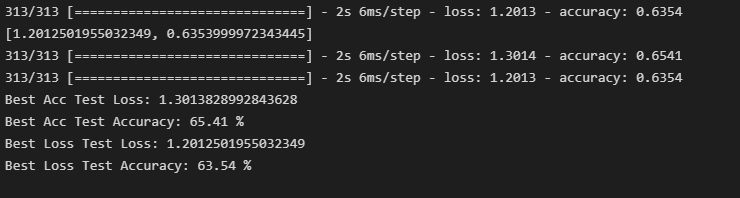 313/313 [==============================] - 2s 6ms/step - loss: 1.2013 - accuracy: 0.6354
[1.2012501955032349, 0.6353999972343445]
313/313 [==============================] - 2s 6ms/step - loss: 1.3014 - accuracy: 0.6541
313/313 [==============================] - 2s 6ms/step - loss: 1.2013 - accuracy: 0.6354
Best Acc Test Loss: 1.3013828992843628
Best Acc Test Accuracy: 65.41 %
Best Loss Test Loss: 1.2012501955032349
Best Loss Test Accuracy: 63.54 %